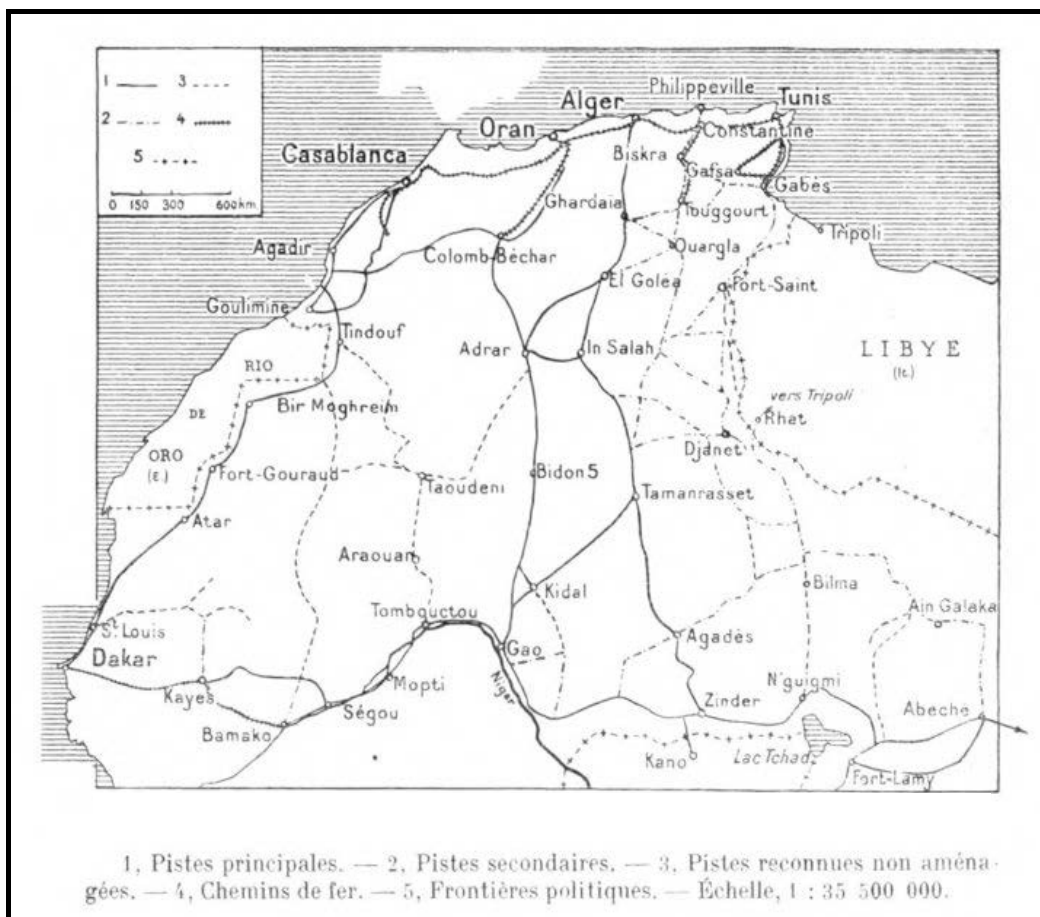 1 3
2 4
5
0 150 300 600 km.
Philippeville
Alger
Tunis
Oran
Constantine
Casablanca
Biskra
Gafsa
Gabès
Ghardaïa
Touggourt
Agadir
Colomb-Béchar
Ouargla
Tripoli
El Goléa
Fort-Saint
Goulimine
Tindouf
Adrar
In Salah
LIBYE
(It.)
RIO
DE
ORO
(E.)
Bir Moghreim
vers Tripoli
Rhat
Djanet
Fort-Gouraud
Taoudeni
Bidon 5
Tamanrasset
Atar
Araouan
Kidal
Bilma
Ain Galaka
Tombouctou
St. Louis
Dakar
Gao
Agadès
Niger
Kayes
Mopti
N'guigmi
Ségou
Zinder
Abeche
Bamako
Kano
Lac Tchad
Fort-Lamy
1, Pistes principales. — 2, Pistes secondaires. — 3, Pistes reconnues non aména-
gées. — 4, Chemins de fer. — 5, Frontières politiques. — Échelle, 1 : 35 500 000.